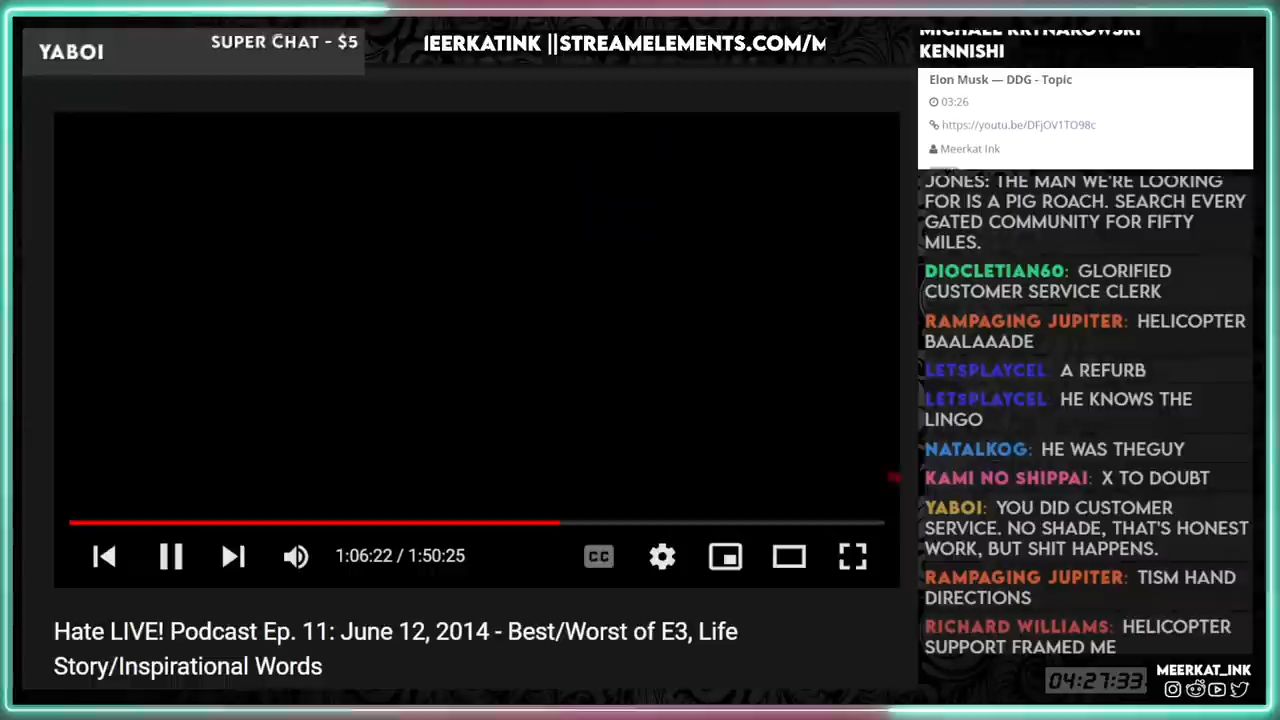 YABOI
SUPER CHAT - $5
MEERKATINK ||STREAMELEMENTS.COM/M
KENNISHI
Elon Musk — DDG - Topic
03:26
https://youtu.be/DFjOV1TO98c
Meerkat Ink
JONES: THE MAN WE'RE LOOKING
FOR IS A PIG ROACH. SEARCH EVERY
GATED COMMUNITY FOR FIFTY
MILES.
DIOCLETIAN60: GLORIFIED
CUSTOMER SERVICE CLERK
RAMPAGING JUPITER: HELICOPTER
BAALAAADE
LETSPLAYCEL: A REFURB
LETSPLAYCEL: HE KNOWS THE
LINGO
NATALKOG: HE WAS THEGUY
KAMI NO SHIPPAI: X TO DOUBT
YABOI: YOU DID CUSTOMER
SERVICE. NO SHADE, THAT'S HONEST
WORK, BUT SHIT HAPPENS.
RAMPAGING JUPITER: TISM HAND
DIRECTIONS
RICHARD WILLIAMS: HELICOPTER
SUPPORT FRAMED ME
1:06:22 / 1:50:25
CC
Hate LIVE! Podcast Ep. 11: June 12, 2014 - Best/Worst of E3, Life
Story/Inspirational Words
04:27:33
MEERKAT_INK